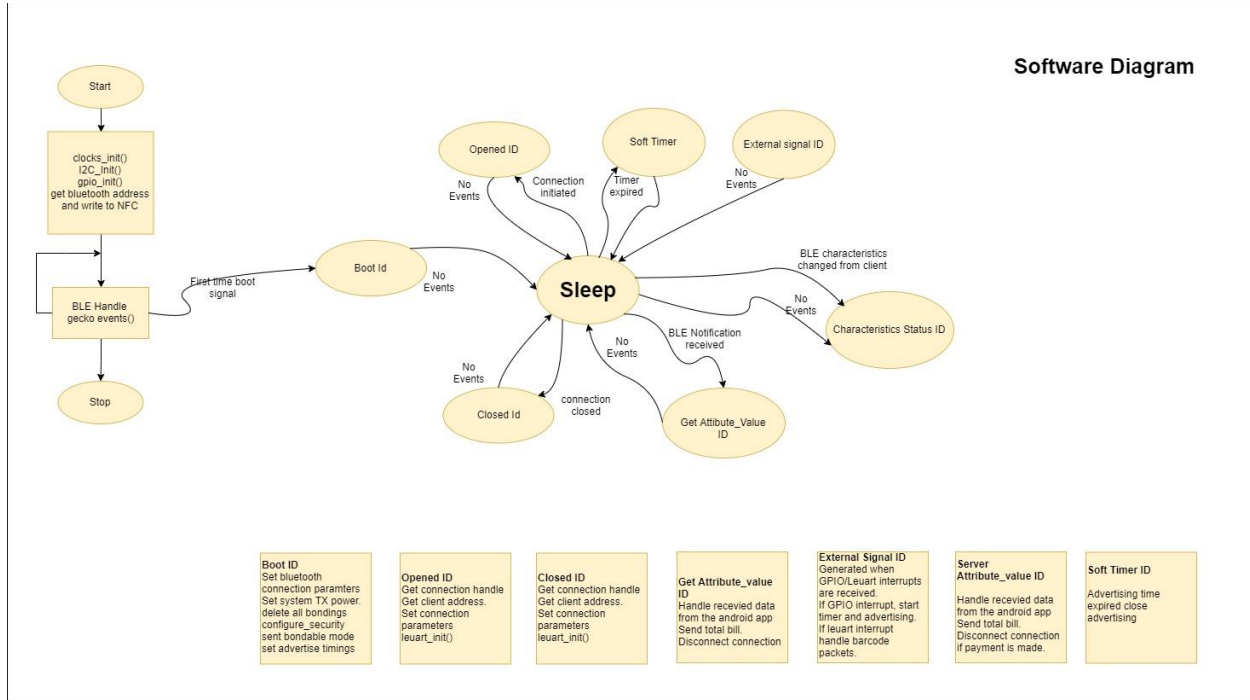 Software Diagram
Start
clocks_init()
I2C_Init()
gpio_init()
get bluetooth address
and write to NFC
BLE Handle
gecko events()
Stop
First time boot
signal
Boot Id
No
Events
Opened ID
No
Events
Connection
initiated
Soft Timer
Timer
expired
External signal ID
No
Events
Sleep
BLE characteristics
changed from client
No
Events
Characteristics Status ID
BLE Notification
received
No
Events
Get Attibute_Value
ID
No
Events
connection
closed
Closed Id
Boot ID
Set bluetooth
connection paramters
Set system TX power.
delete all bondings
configure_security
sent bondable mode
set advertise timings
Opened ID
Get connection handle
Get client address.
Set connection
parameters
leuart_init()
Closed ID
Get connection handle
Get client address.
Set connection
parameters
leuart_init()
Get Attribute_value
ID
Handle recevied data
from the android app
Send total bill.
Disconnect connection
External Signal ID
Generated when
GPIO/Leuart interrupts
are received.
If GPIO interrupt, start
timer and advertising.
If leuart interrupt
handle barcode
packets.
Server
Attribute_value ID
Handle recevied data
from the android app
Send total bill.
Disconnect connection
if payment is made.
Soft Timer ID
Advertising time
expired close
advertising